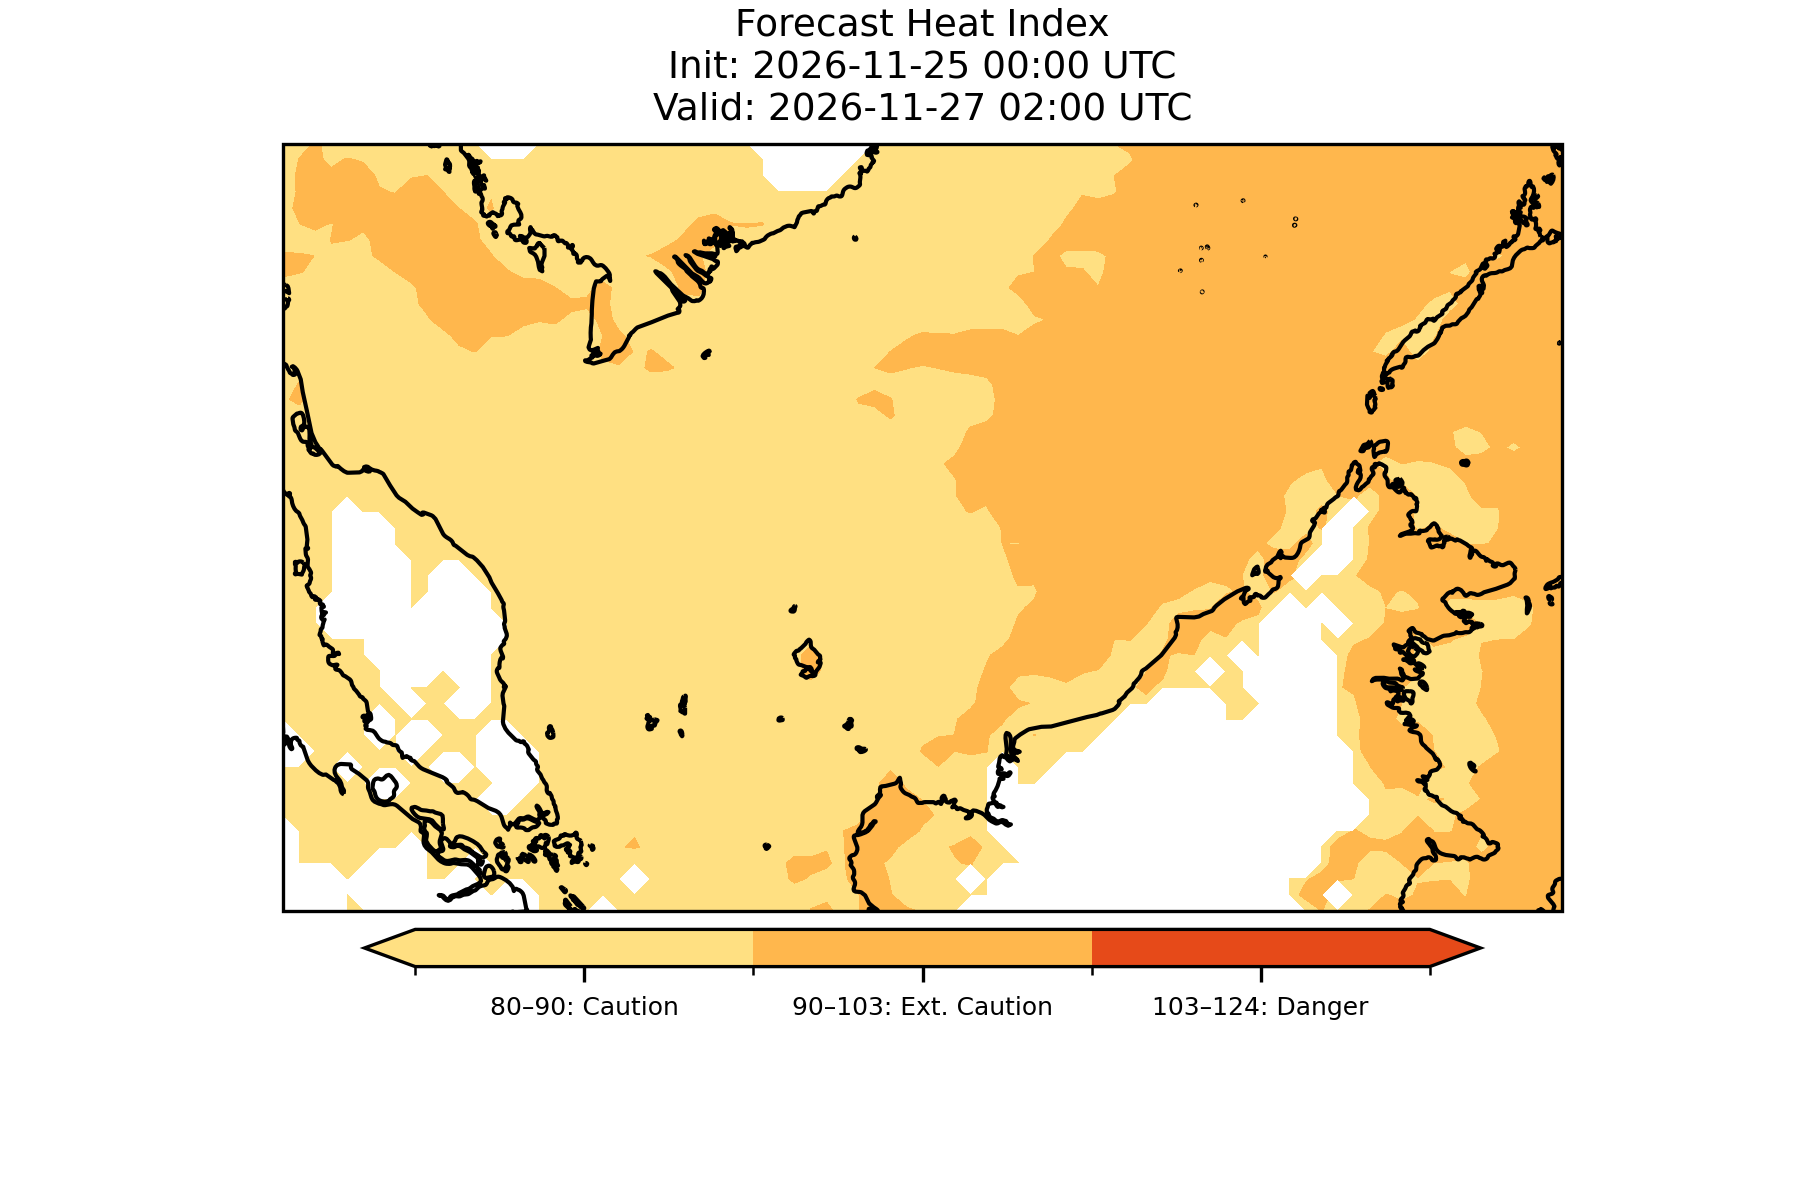 Forecast Heat Index
Init: 2026-11-25 00:00 UTC
Valid: 2026-11-27 02:00 UTC
80–90: Caution
90–103: Ext. Caution
103–124: Danger